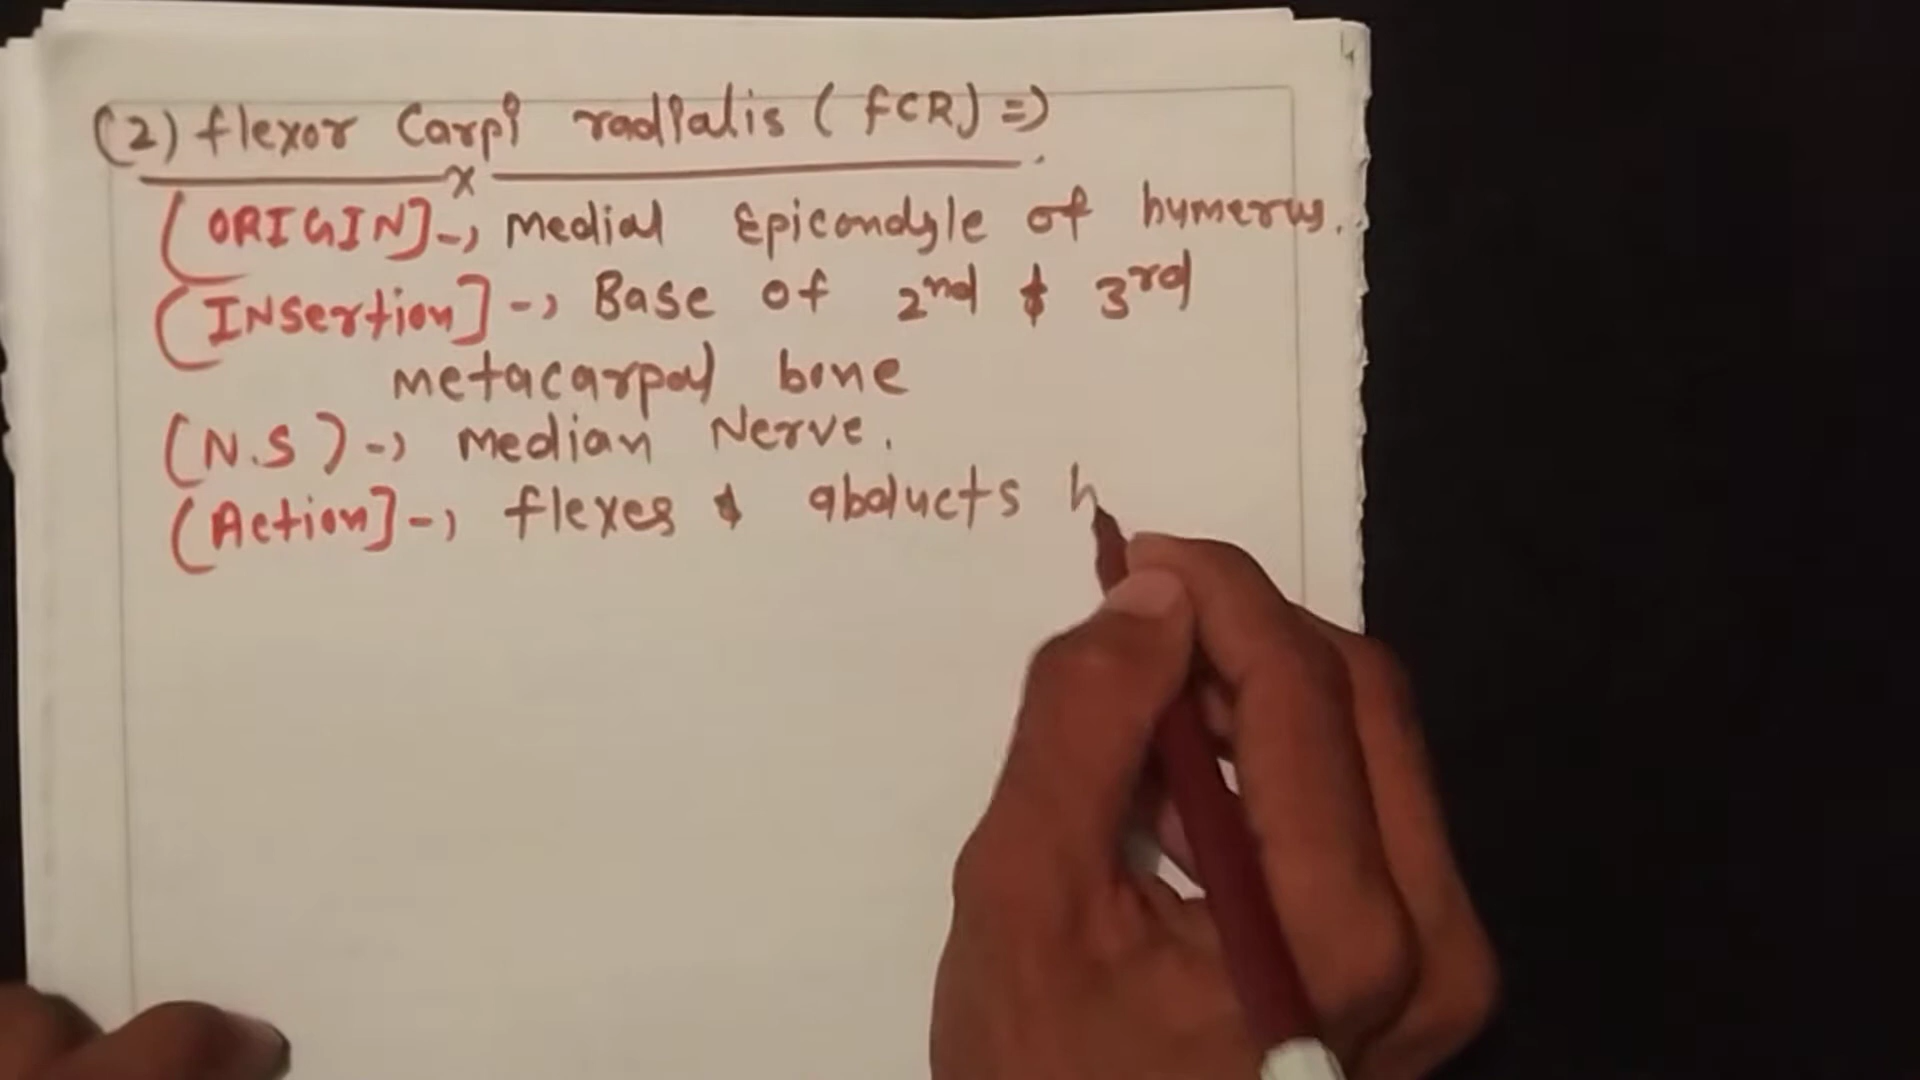 (2) flexor Carpi radialis (FCR) =>
[ORIGIN] -> Medial Epicondyle of humerus.
[INsertion] -> Base of 2nd & 3rd
metacarpal bone
(N.S) -> Median Nerve.
(Action] -> flexes & abducts h